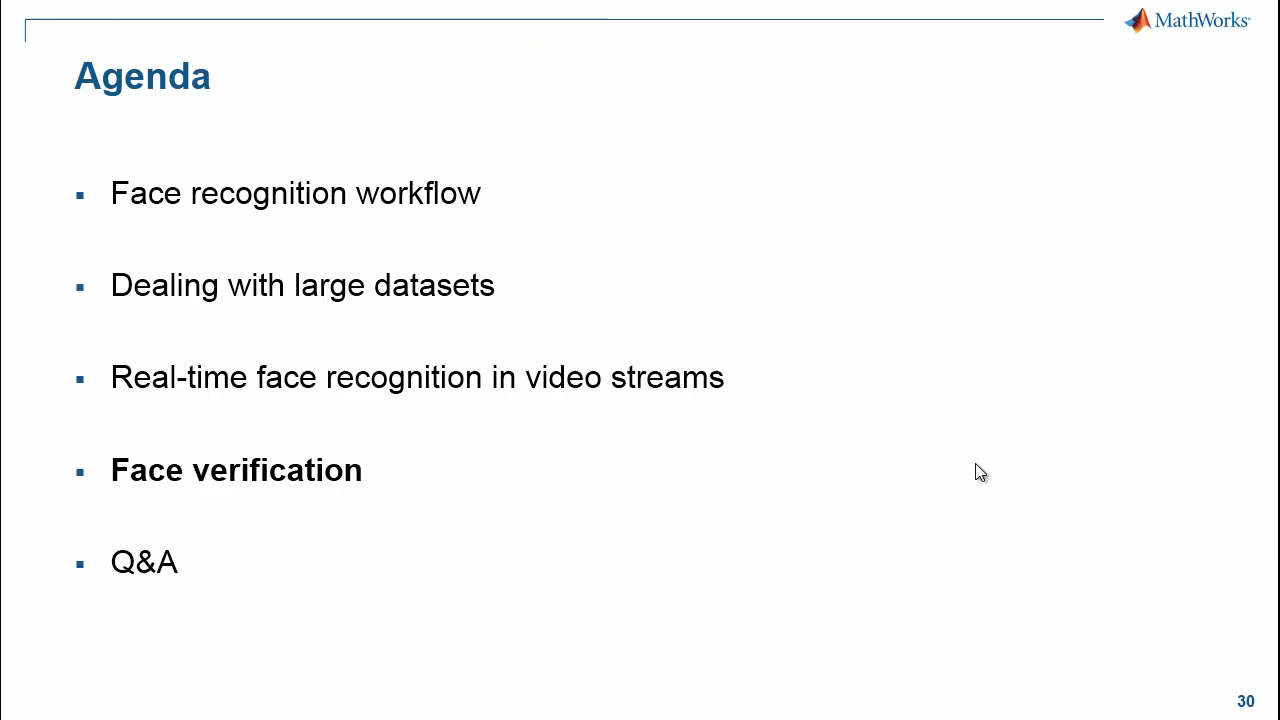 MathWorks®
Agenda
▪ Face recognition workflow
▪ Dealing with large datasets
▪ Real-time face recognition in video streams
▪ Face verification
▪ Q&A
30